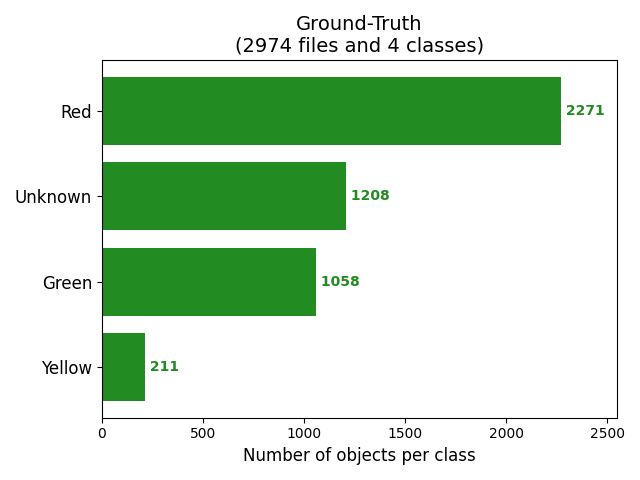 Ground-Truth
(2974 files and 4 classes)
Red 2271
Unknown 1208
Green 1058
Yellow 211
0 500 1000 1500 2000 2500
Number of objects per class